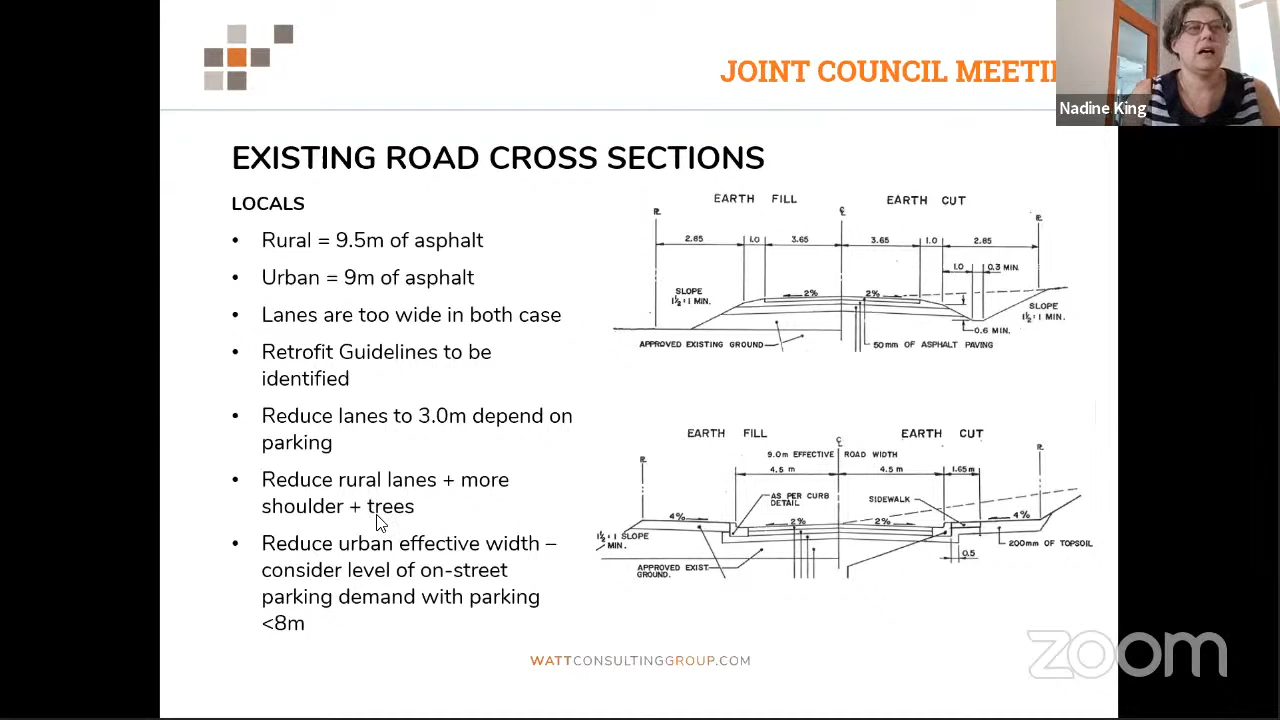 JOINT COUNCIL MEETI
Nadine King
EXISTING ROAD CROSS SECTIONS
LOCALS
• Rural = 9.5m of asphalt
• Urban = 9m of asphalt
• Lanes are too wide in both case
• Retrofit Guidelines to be
identified
• Reduce lanes to 3.0m depend on
parking
• Reduce rural lanes + more
shoulder + trees
• Reduce urban effective width –
consider level of on-street
parking demand with parking
<8m
EARTH FILL EARTH CUT
2.85 1.0 3.65 3.65 1.0 2.85
1.0 0.3 MIN.
SLOPE
1½:1 MIN.
2% 2%
SLOPE
1½:1 MIN.
0.6 MIN.
APPROVED EXISTING GROUND 50mm OF ASPHALT PAVING
EARTH FILL EARTH CUT
9.0m EFFECTIVE ROAD WIDTH
4.5 m 4.5 m 1.65m
AS PER CURB
DETAIL
SIDEWALK
4% 2% 2% 4%
1½:1 SLOPE
MIN.
200mm OF TOPSOIL
0.5
APPROVED EXIST.
GROUND.
WATTCONSULTINGGROUP.COM
zoom